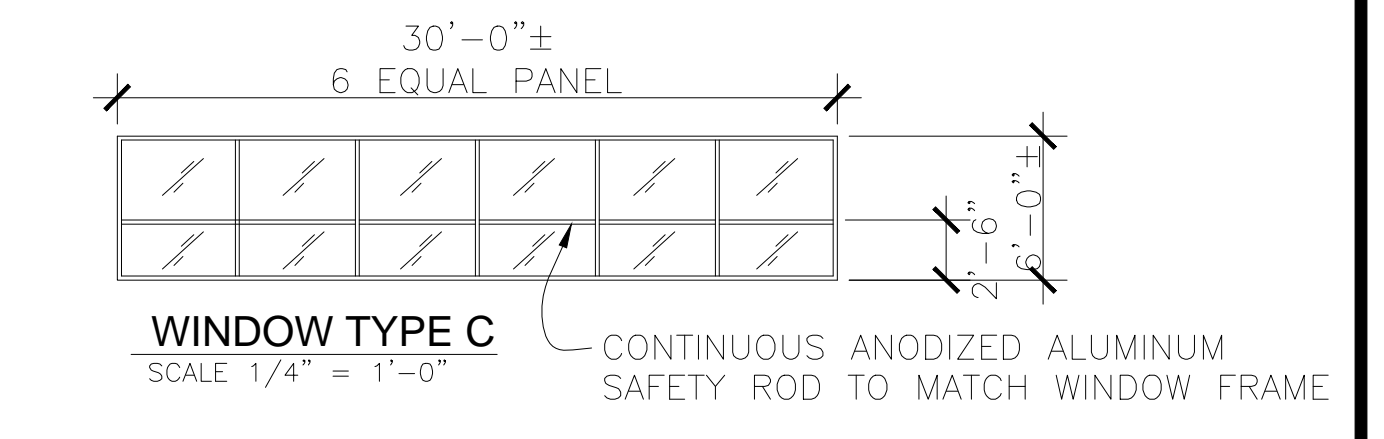 30'-0"±
6 EQUAL PANEL
2'-6"
6'-0"±
WINDOW TYPE C
SCALE 1/4" = 1'-0"
CONTINUOUS ANODIZED ALUMINUM
SAFETY ROD TO MATCH WINDOW FRAME